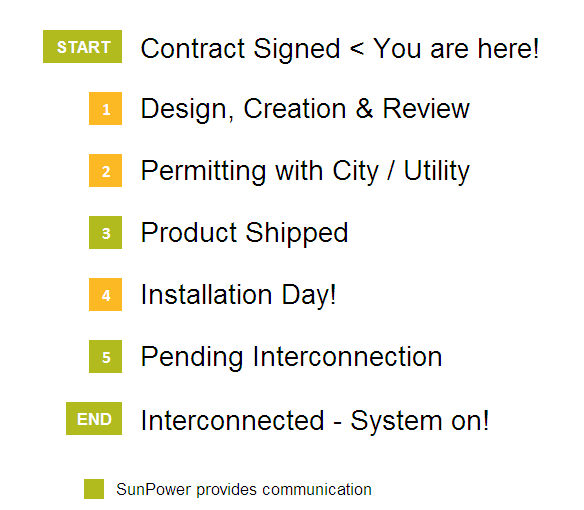 START Contract Signed < You are here!
1 Design, Creation & Review
2 Permitting with City / Utility
3 Product Shipped
4 Installation Day!
5 Pending Interconnection
END Interconnected - System on!
SunPower provides communication